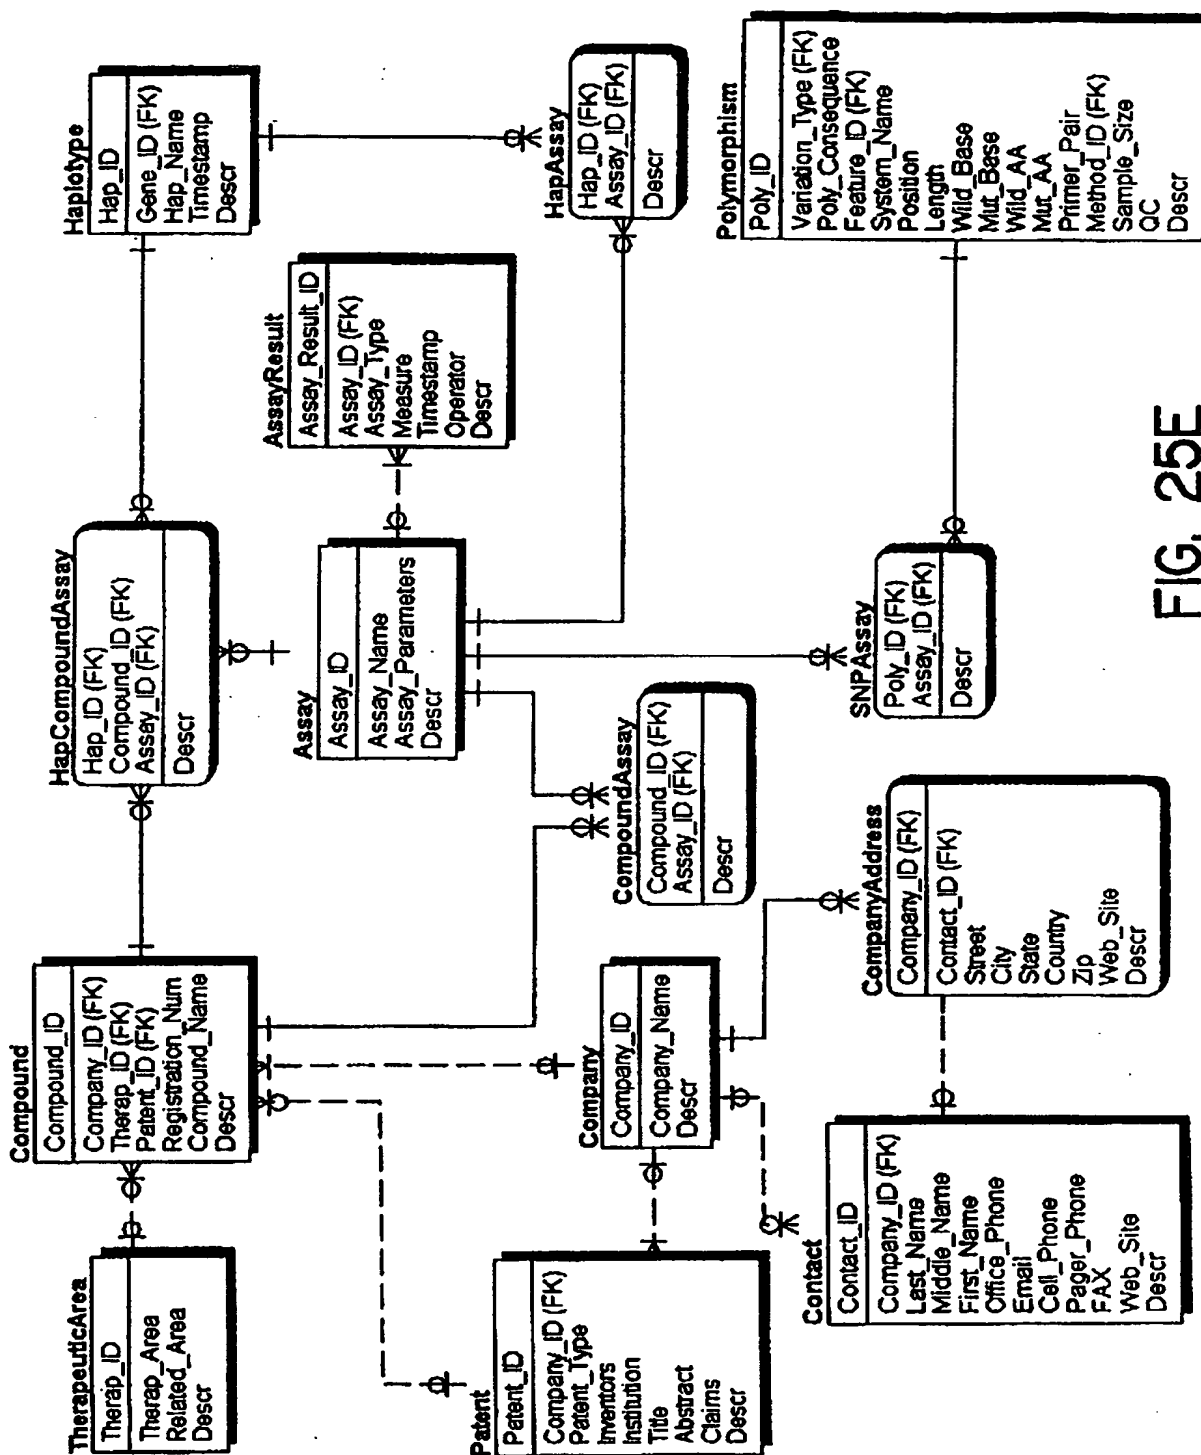 TherapeuticArea
Therap_ID
Therap_Area
Related_Area
Descr
Compound
Compound_ID
Company_ID (FK)
Therap_ID (FK)
Patent_ID (FK)
Registration_Num
Compound_Name
Descr
HapCompoundAssay
Hap_ID (FK)
Compound_ID (FK)
Assay_ID (FK)
Descr
Haplotype
Hap_ID
Gene_ID (FK)
Hap_Name
Timestamp
Descr
Assay
Assay_ID
Assay_Name
Assay_Parameters
Descr
AssayResult
Assay_Result_ID
Assay_ID (FK)
Assay_Type
Measure
Timestamp
Operator
Descr
HapAssay
Hap_ID (FK)
Assay_ID (FK)
Descr
Patent
Patent_ID
Company_ID (FK)
Patent_Type
Inventors
Institution
Title
Abstract
Claims
Descr
Company
Company_ID
Company_Name
Descr
CompoundAssay
Compound_ID (FK)
Assay_ID (FK)
Descr
Contact
Contact_ID
Company_ID (FK)
Last_Name
Middle_Name
First_Name
Office_Phone
Email
Cell_Phone
Pager_Phone
FAX
Web_Site
Descr
CompanyAddress
Company_ID (FK)
Contact_ID (FK)
Street
City
State
Country
Zip
Web_Site
Descr
SNPAssay
Poly_ID (FK)
Assay_ID (FK)
Descr
Polymorphism
Poly_ID
Variation_Type (FK)
Poly_Consequence
Feature_ID (FK)
System_Name
Position
Length
Wild_Base
Mut_Base
Wild_AA
Mut_AA
Primer_Pair
Method_ID (FK)
Sample_Size
QC
Descr
FIG. 25E